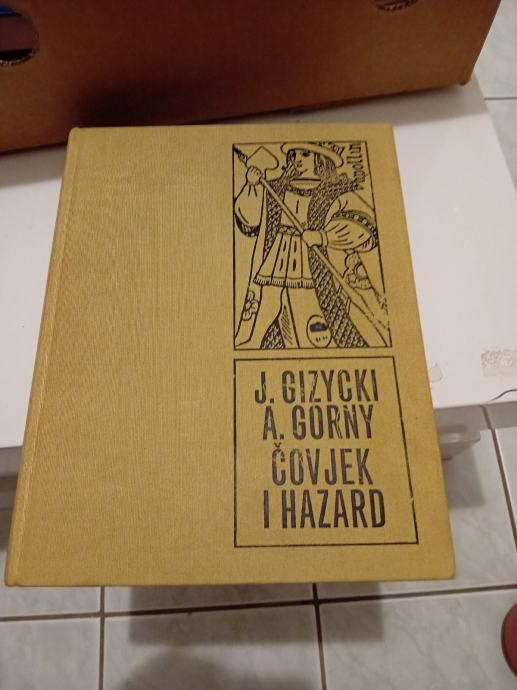 J. GIZYCKI
A. GORNY
ČOVJEK
I HAZARD